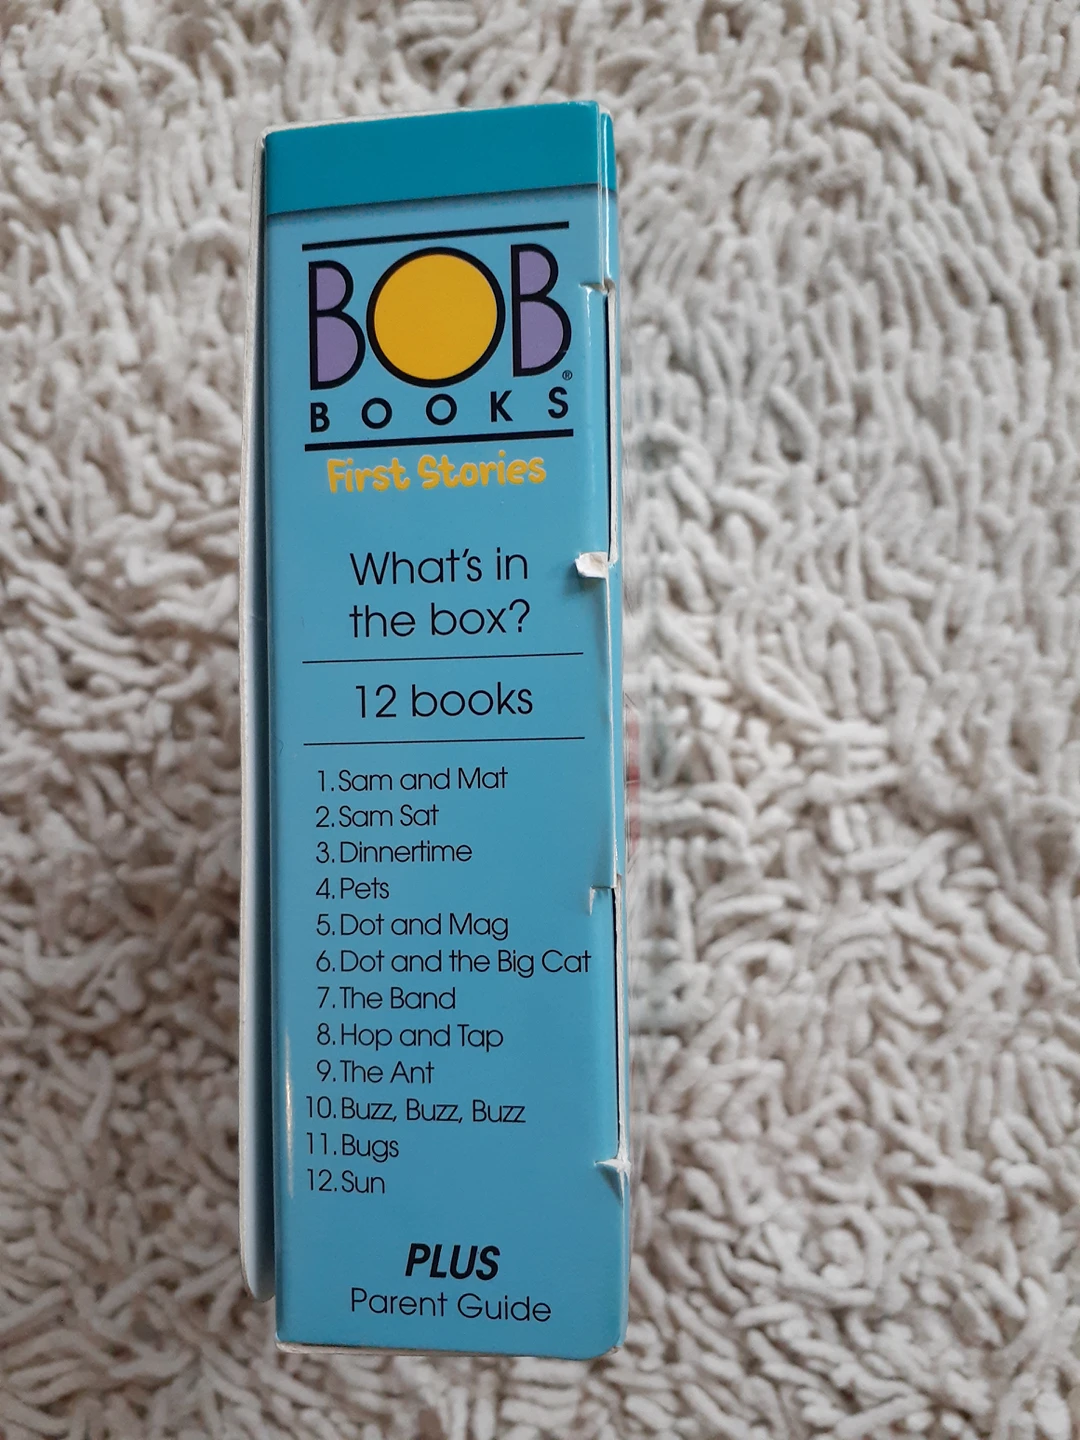 BOB
BOOKS®
First Stories
What's in
the box?
12 books
1. Sam and Mat
2. Sam Sat
3. Dinnertime
4. Pets
5. Dot and Mag
6. Dot and the Big Cat
7. The Band
8. Hop and Tap
9. The Ant
10. Buzz, Buzz, Buzz
11. Bugs
12. Sun
PLUS
Parent Guide